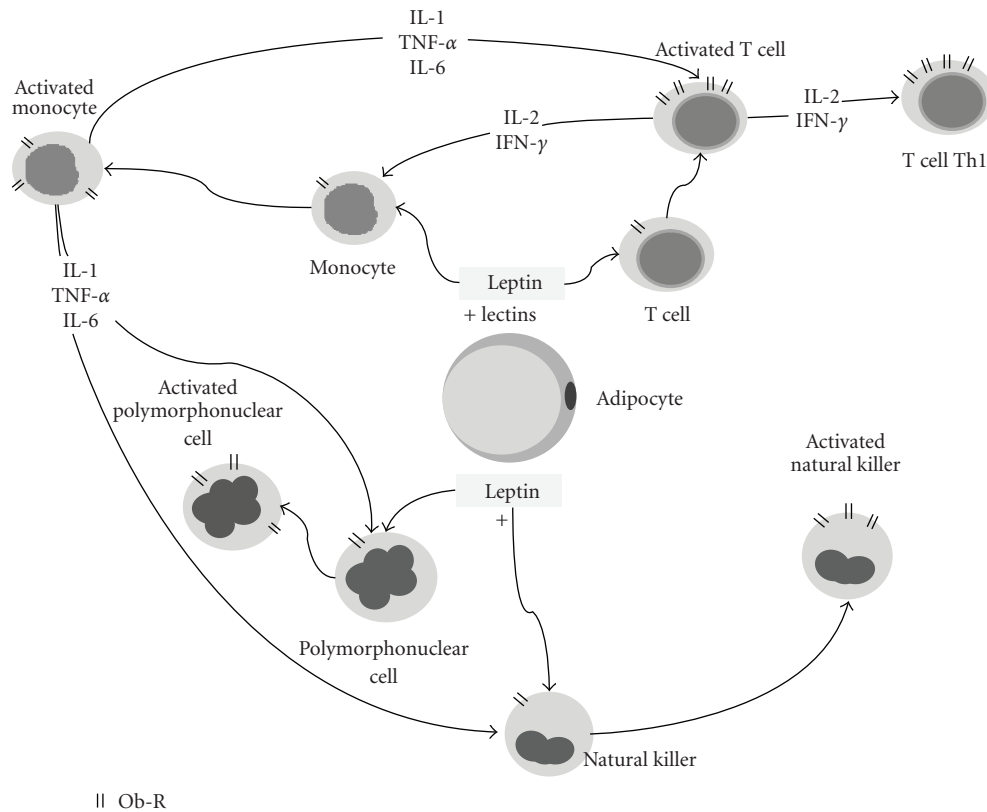 IL-1
TNF-α
IL-6
Activated T cell
Activated
monocyte
IL-2
IFN-γ
IL-2
IFN-γ
T cell Th1
Monocyte
Leptin
+ lectins
T cell
IL-1
TNF-α
IL-6
Adipocyte
Activated
polymorphonuclear
cell
Activated
natural killer
Leptin
+
Polymorphonuclear
cell
Natural killer
Ob-R